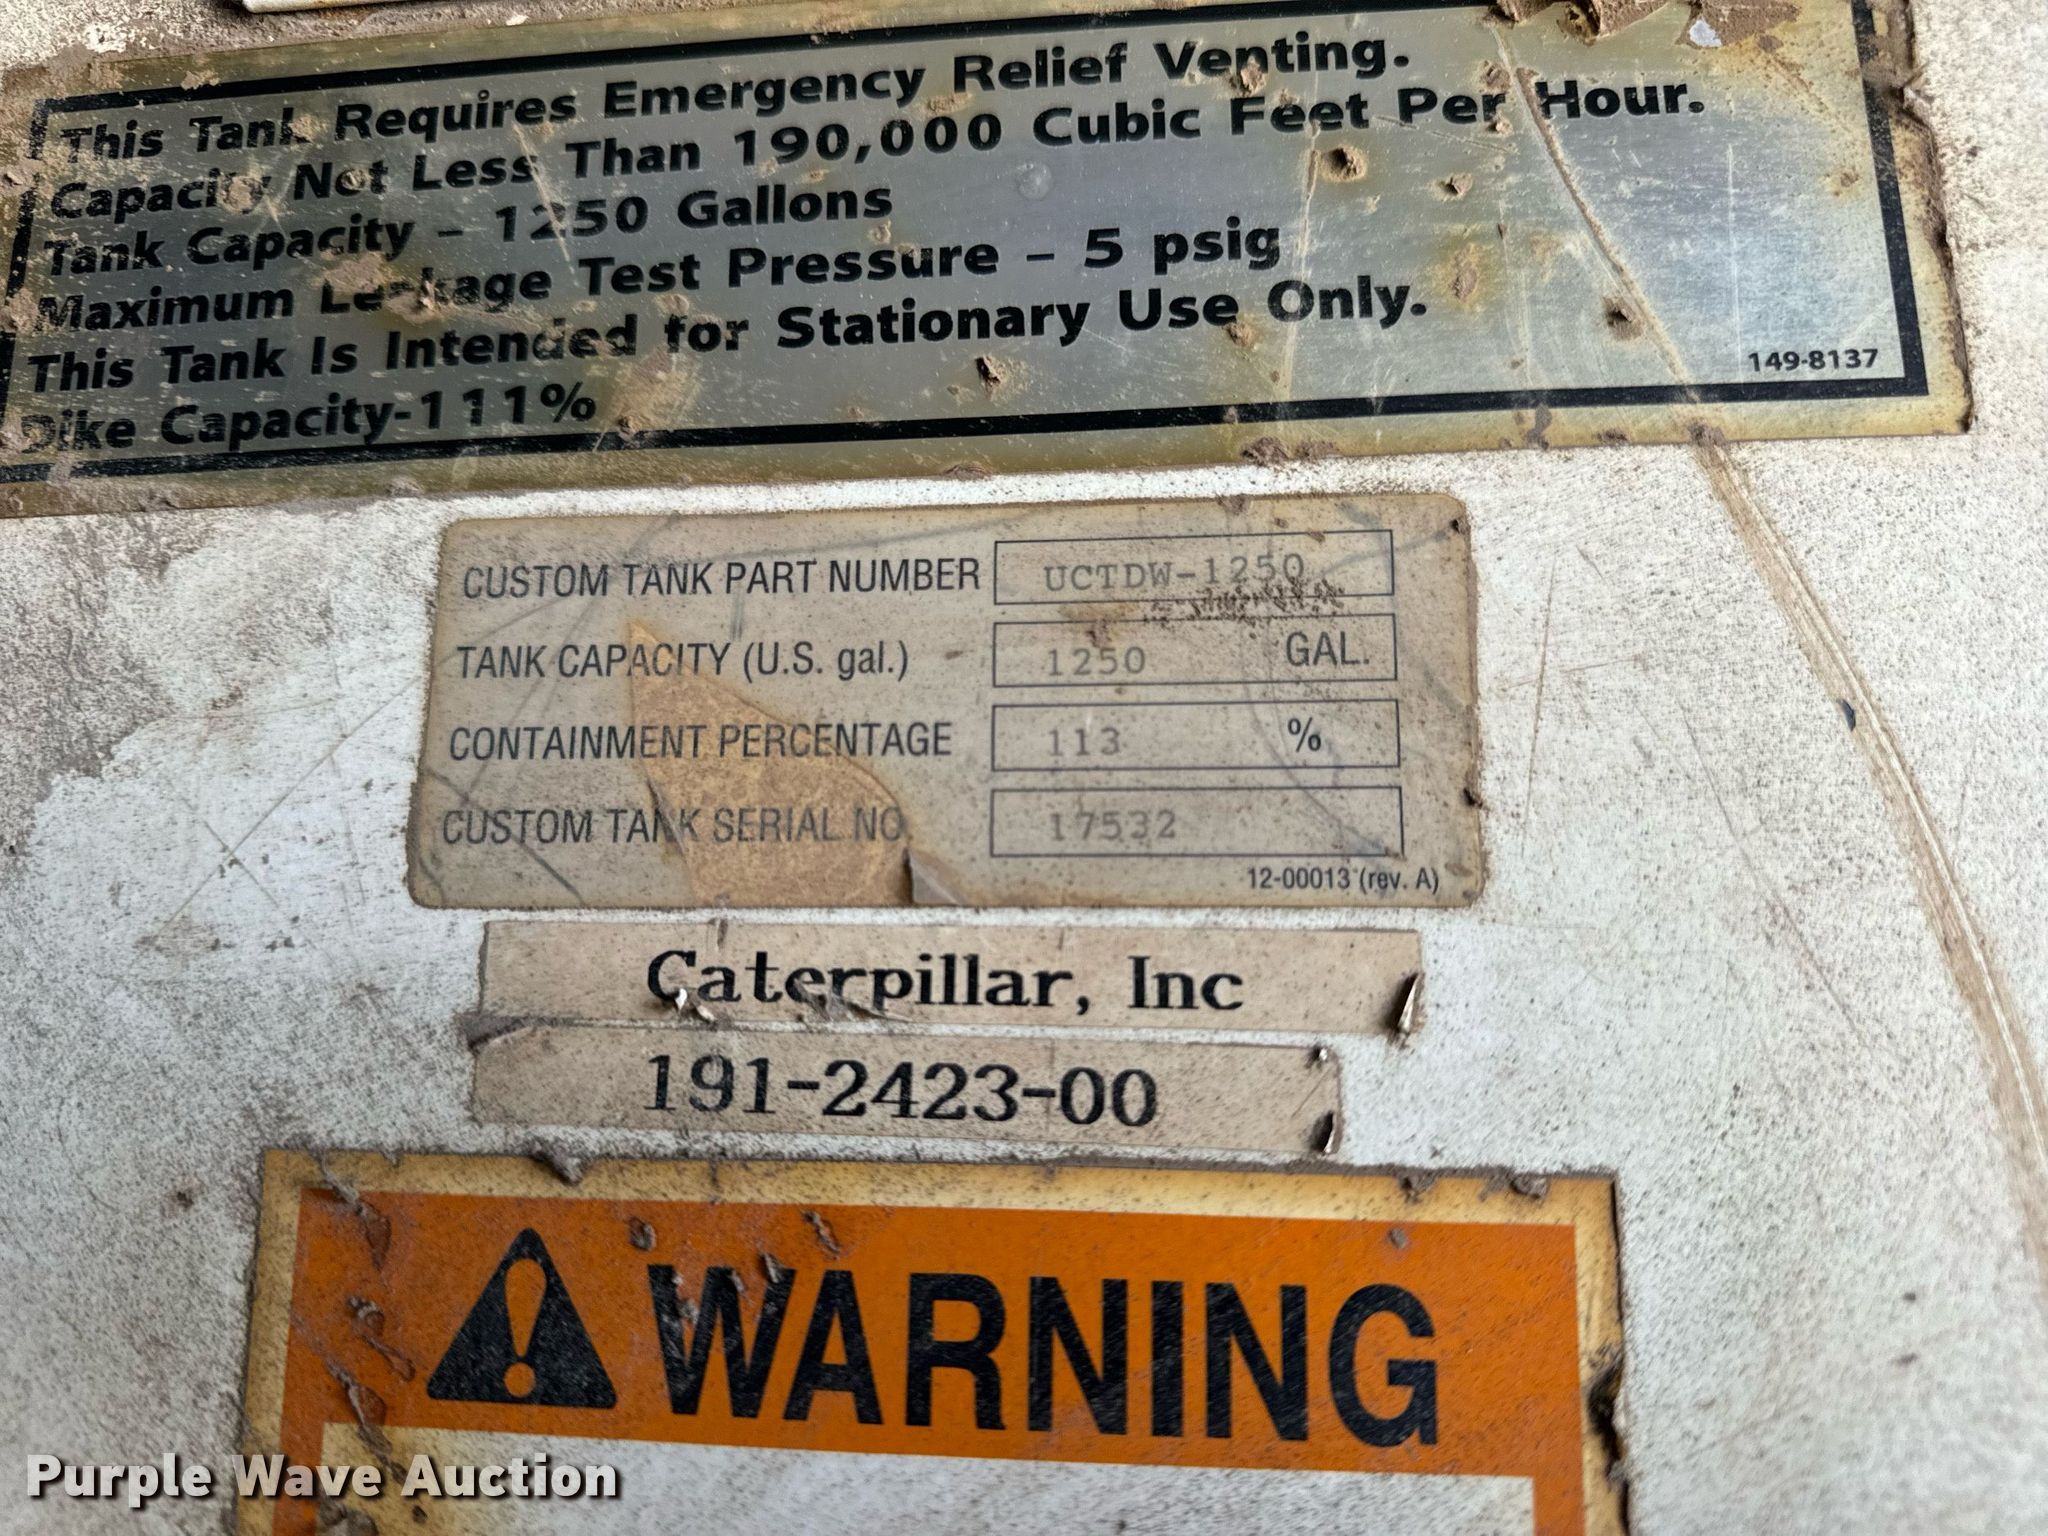 This Tank Requires Emergency Relief Venting.
Capacity Not Less Than 190,000 Cubic Feet Per Hour.
Tank Capacity - 1250 Gallons
Maximum Leakage Test Pressure - 5 psig
This Tank Is Intended for Stationary Use Only.
149-8137
Dike Capacity-111%
CUSTOM TANK PART NUMBER UCTDW-1250
TANK CAPACITY (U.S. gal.) 1250 GAL.
CONTAINMENT PERCENTAGE 113 %
CUSTOM TANK SERIAL NO. 17532
12-00013 (rev. A)
Caterpillar, Inc
191-2423-00
WARNING
Purple Wave Auction